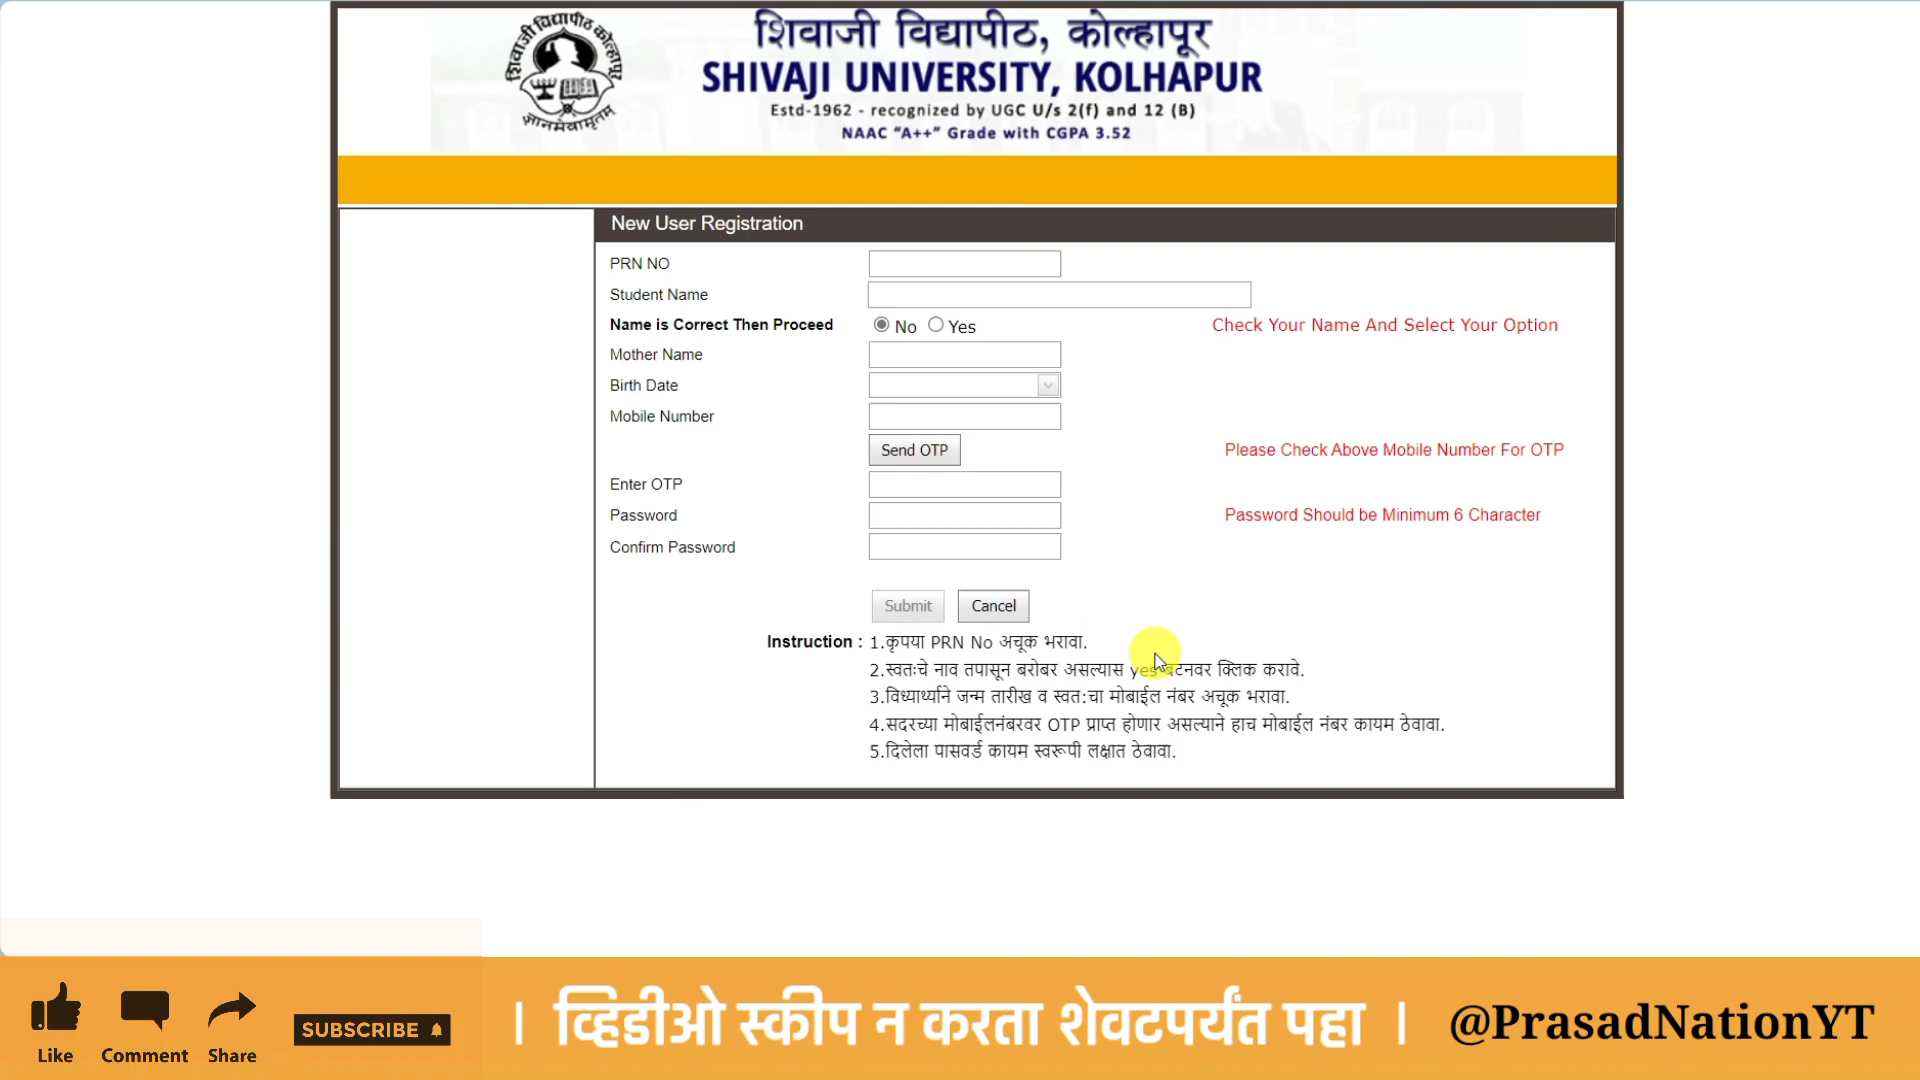 शिवाजी विद्यापीठ, कोल्हापूर
SHIVAJI UNIVERSITY, KOLHAPUR
Estd-1962 - recognized by UGC U/s 2(f) and 12 (B)
NAAC “A++” Grade with CGPA 3.52
शिवाजी विद्यापीठ कोल्हापूर
ज्ञानमेवामृतम्
New User Registration
PRN NO
Student Name
Name is Correct Then Proceed No Yes Check Your Name And Select Your Option
Mother Name
Birth Date
Mobile Number
Send OTP Please Check Above Mobile Number For OTP
Enter OTP
Password Password Should be Minimum 6 Character
Confirm Password
Submit Cancel
Instruction : 1.कृपया PRN No अचूक भरावा.
2.स्वतःचे नाव तपासून बरोबर असल्यास yes बटनवर क्लिक करावे.
3.विध्यार्थ्याने जन्म तारीख व स्वत:चा मोबाईल नंबर अचूक भरावा.
4.सदरच्या मोबाईलनंबरवर OTP प्राप्त होणार असल्याने हाच मोबाईल नंबर कायम ठेवावा.
5.दिलेला पासवर्ड कायम स्वरूपी लक्षात ठेवावा.
Like Comment Share SUBSCRIBE
। व्हिडीओ स्कीप न करता शेवटपर्यंत पहा ।
@PrasadNationYT